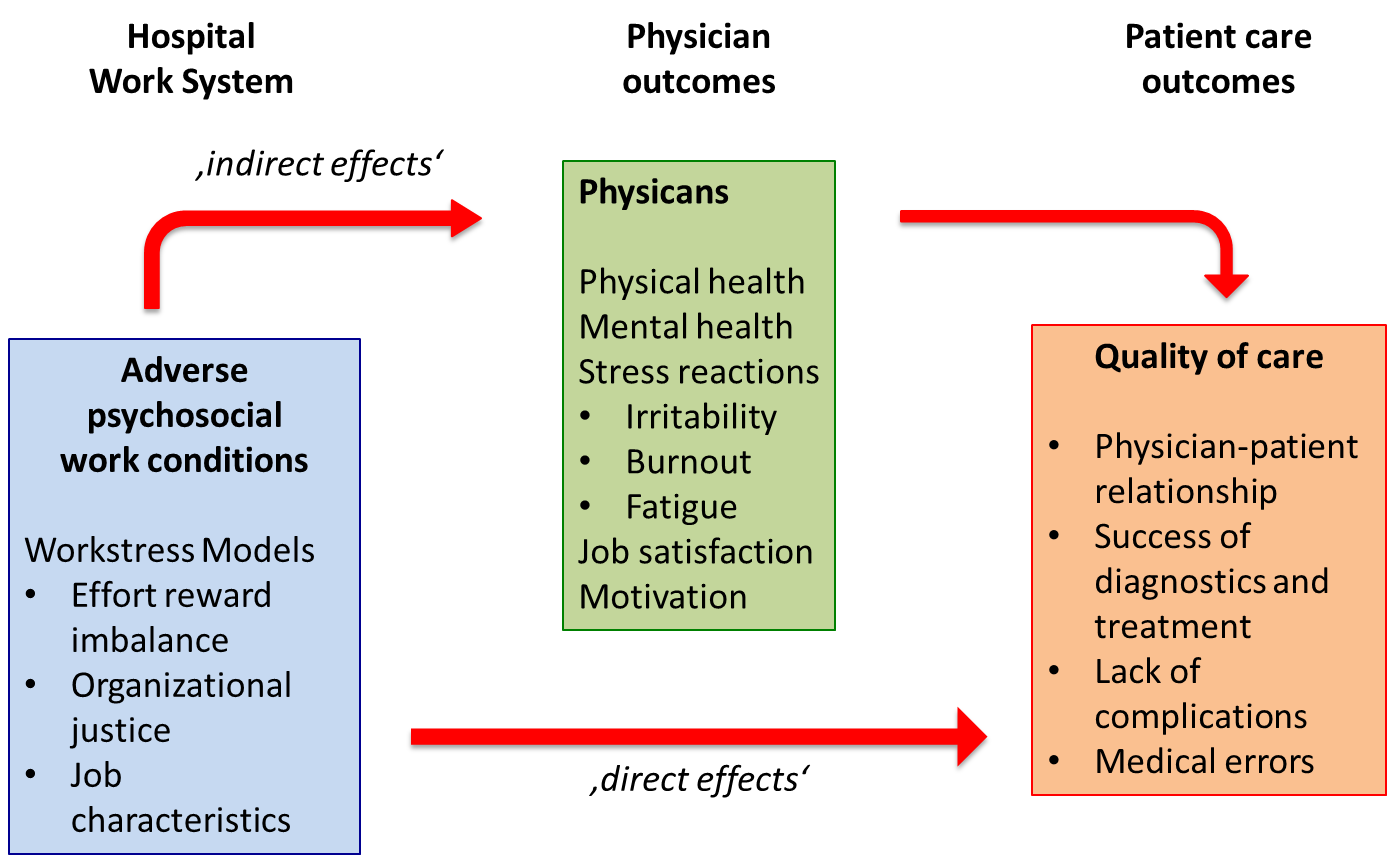 Hospital
Work System
Physician
outcomes
Patient care
outcomes
‚indirect effects‘
Adverse
psychosocial
work conditions
Workstress Models
• Effort reward
imbalance
• Organizational
justice
• Job
characteristics
Physicans
Physical health
Mental health
Stress reactions
• Irritability
• Burnout
• Fatigue
Job satisfaction
Motivation
Quality of care
• Physician-patient
relationship
• Success of
diagnostics and
treatment
• Lack of
complications
• Medical errors
‚direct effects‘